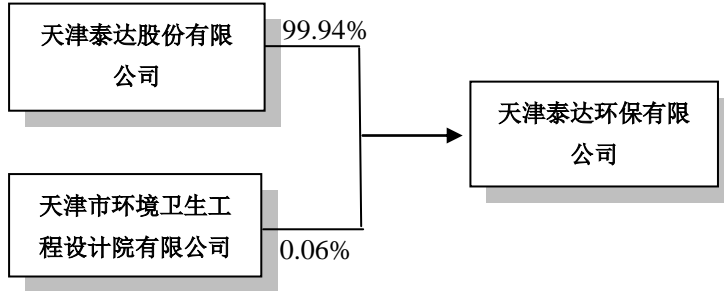 天津泰达股份有限
公司
99.94%
天津泰达环保有限
公司
天津市环境卫生工
程设计院有限公司
0.06%